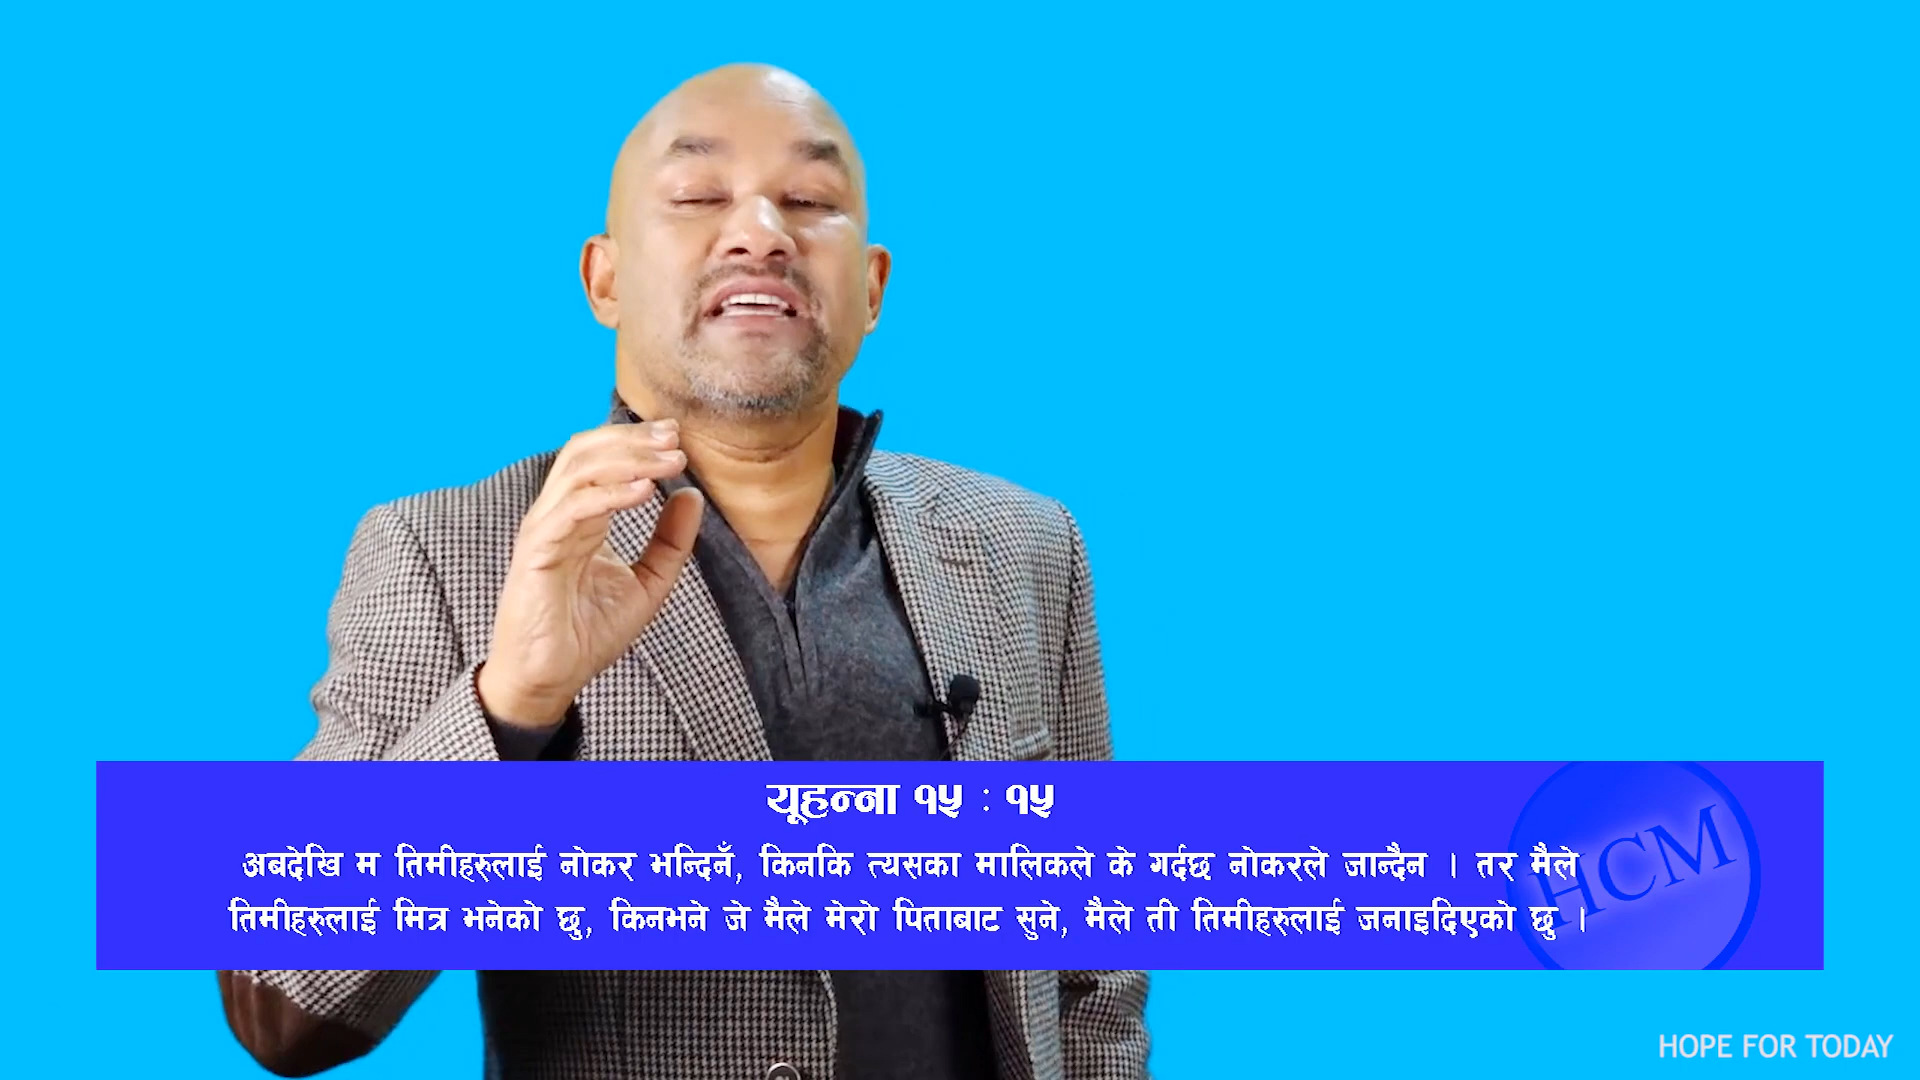 यूहन्ना १५ : १५
अबदेखि म तिमीहरुलाई नोकर भन्दिनँ, किनकि त्यसका मालिकले के गर्दछ नोकरले जान्दैन । तर मैले
तिमीहरुलाई मित्र भनेको छु, किनभने जे मैले मेरो पिताबाट सुने, मैले ती तिमीहरुलाई जनाइदिएको छु ।
HCM
HOPE FOR TODAY